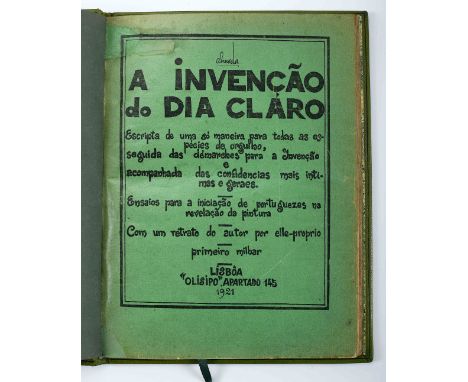 almada
A INVENÇÃO
do DIA CLARO
Escripta de uma só maneira para todas as es-
pécies de orgulho,
seguida das démarches para a Invenção
e
acompanhada das confidencias mais inti-
mas e geraes.
Ensaios para a iniciação de portuguezes na
revelação da pintura
Com um retrato do autor por elle-proprio
primeiro milhar
LISBÔA
"OLISIPO", APARTADO 145
1921